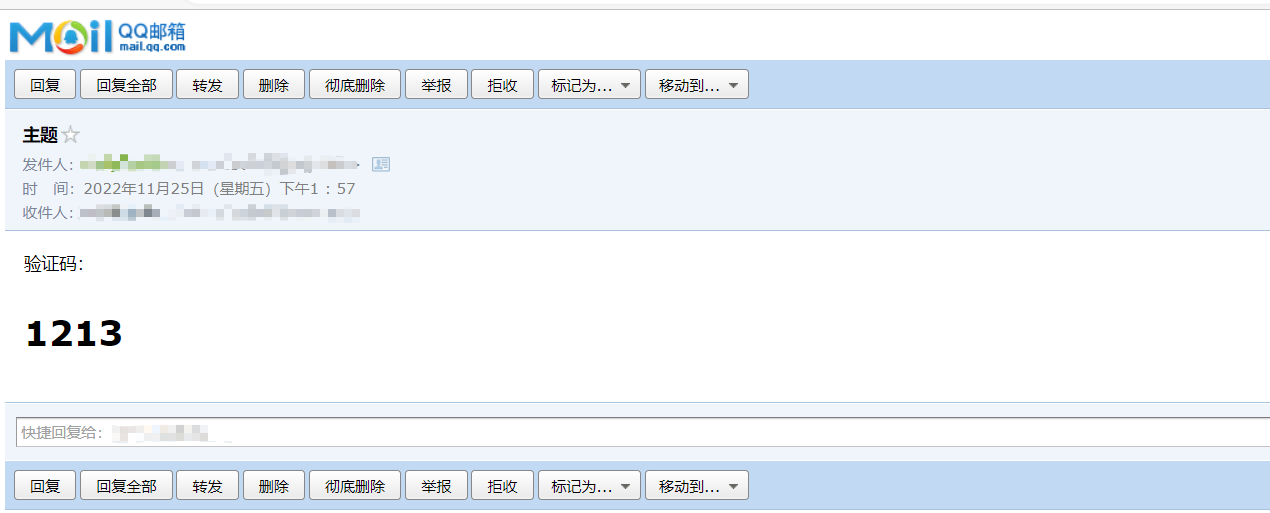 Mail QQ邮箱
mail.qq.com
回复 回复全部 转发 删除 彻底删除 举报 拒收 标记为... 移动到...
主题
发件人:
时 间: 2022年11月25日 (星期五) 下午1 : 57
收件人:
验证码:
1213
快捷回复给:
回复 回复全部 转发 删除 彻底删除 举报 拒收 标记为... 移动到...